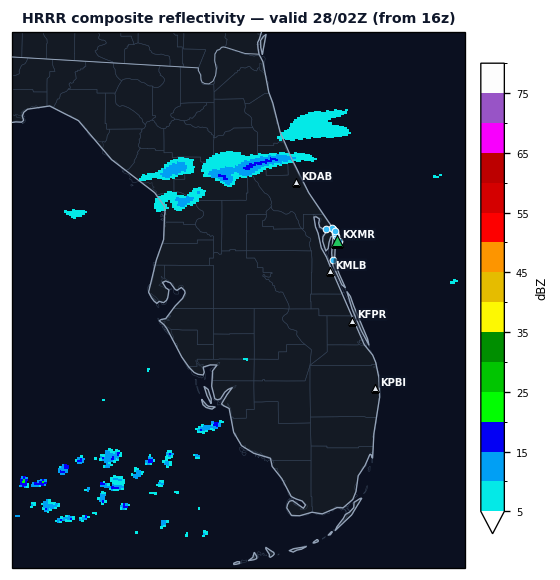 HRRR composite reflectivity — valid 28/02Z (from 16z)
KDAB
KXMR
KMLB
KFPR
KPBI
75
65
55
45
35
25
15
5
dBZ